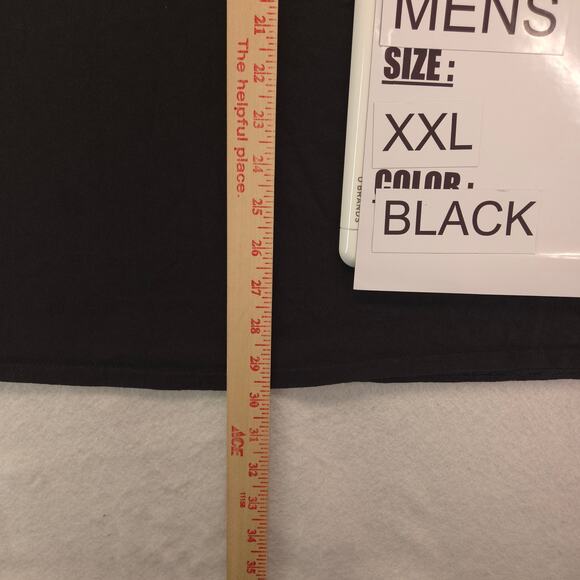 MENS
SIZE:
XXL
COLOR:
BLACK
U BRANDS
The helpful place.
21
22
23
24
25
26
27
28
29
30
31
32
33
34
35
ACE